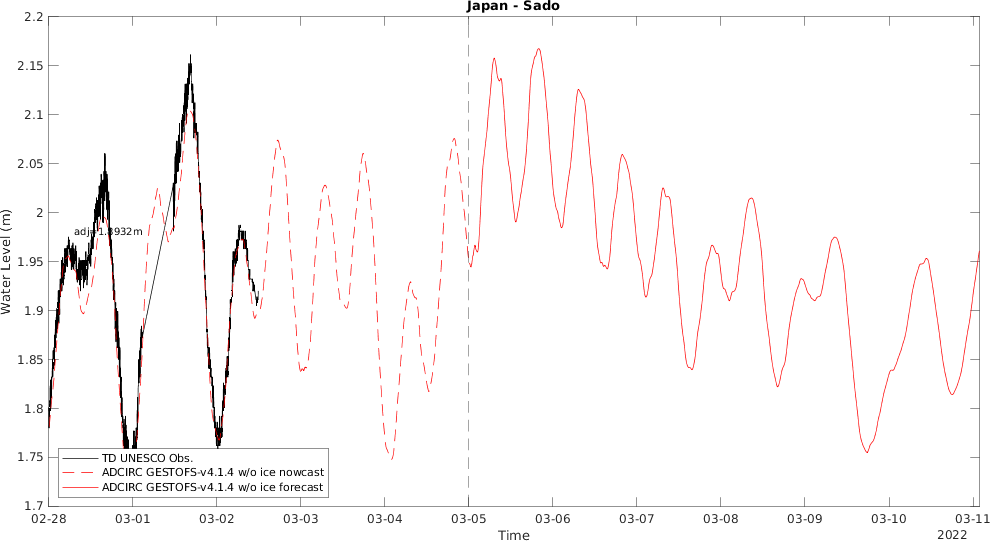 Japan - Sado
2.2
2.15
2.1
2.05
2
1.95
1.9
1.85
1.8
1.75
1.7
Water Level (m)
adj=1.8932m
TD UNESCO Obs.
ADCIRC GESTOFS-v4.1.4 w/o ice nowcast
ADCIRC GESTOFS-v4.1.4 w/o ice forecast
02-28 03-01 03-02 03-03 03-04 03-05 03-06 03-07 03-08 03-09 03-10 03-11
Time
2022